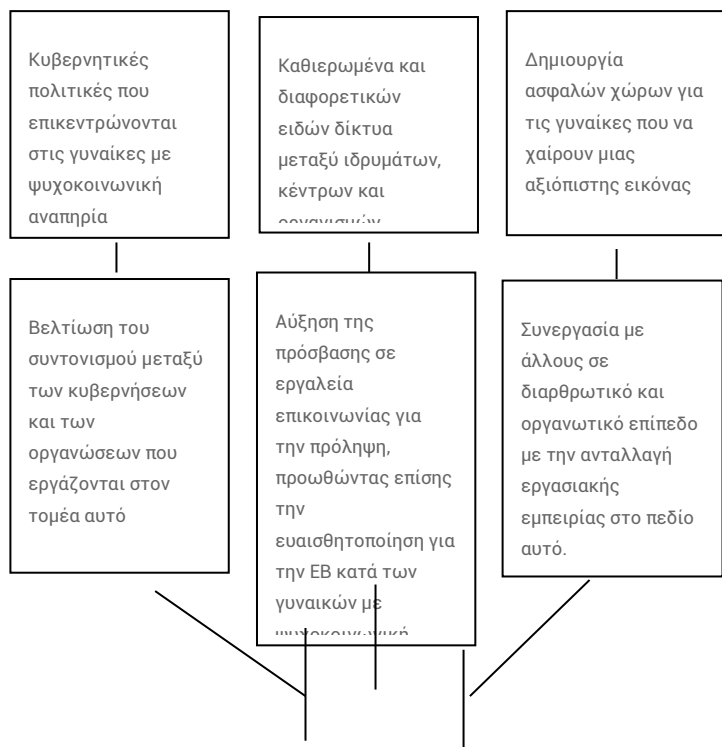 Κυβερνητικές
πολιτικές που
επικεντρώνονται
στις γυναίκες με
ψυχοκοινωνική
αναπηρία
Καθιερωμένα και
διαφορετικών
ειδών δίκτυα
μεταξύ ιδρυμάτων,
κέντρων και
οργανισμών
Δημιουργία
ασφαλών χώρων για
τις γυναίκες που να
χαίρουν μιας
αξιόπιστης εικόνας
Βελτίωση του
συντονισμού μεταξύ
των κυβερνήσεων
και των
οργανώσεων που
εργάζονται στον
τομέα αυτό
Αύξηση της
πρόσβασης σε
εργαλεία
επικοινωνίας για
την πρόληψη,
προωθώντας επίσης
την
ευαισθητοποίηση για
την ΕΒ κατά των
γυναικών με
ψυχοκοινωνική
Συνεργασία με
άλλους σε
διαρθρωτικό και
οργανωτικό επίπεδο
με την ανταλλαγή
εργασιακής
εμπειρίας στο πεδίο
αυτό.